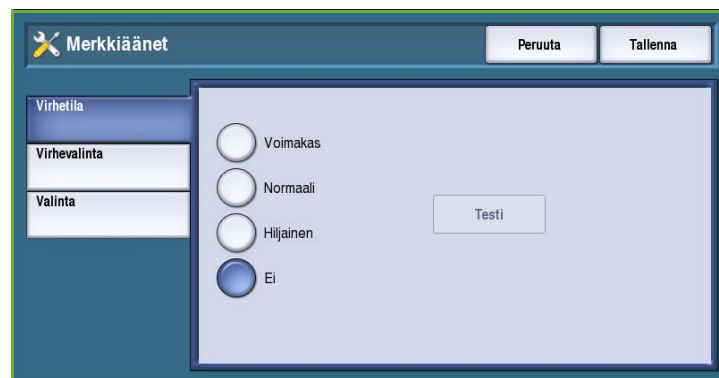 Merkkiäänet
Peruuta
Tallenna
Virhetila
Virhevalinta
Valinta
Voimakas
Normaali
Hiljainen
Ei
Testi